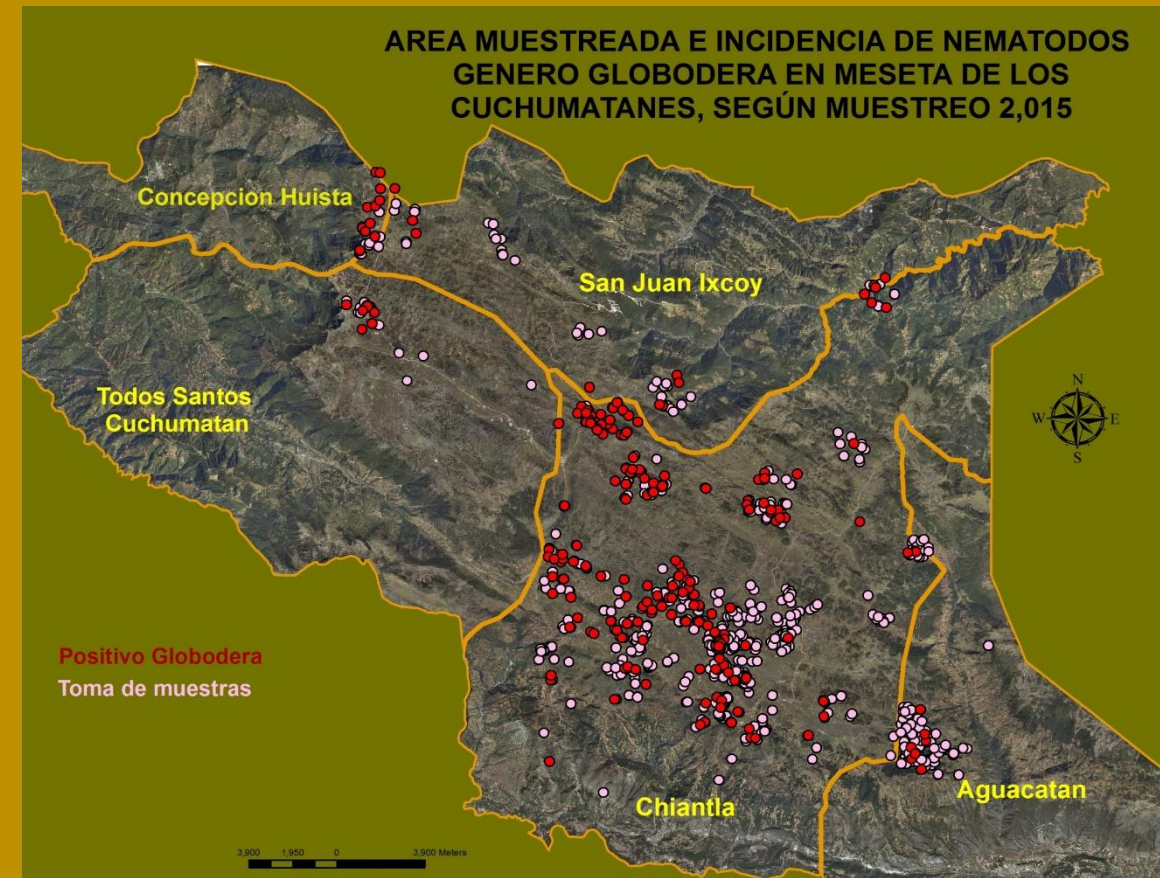 AREA MUESTREADA E INCIDENCIA DE NEMATODOS
GENERO GLOBODERA EN MESETA DE LOS
CUCHUMATANES, SEGÚN MUESTREO 2,015
Concepcion Huista
San Juan Ixcoy
Todos Santos
Cuchumatan
N
W E
S
Positivo Globodera
Toma de muestras
Aguacatan
Chiantla
3,900 1,950 0 3,900 Meters